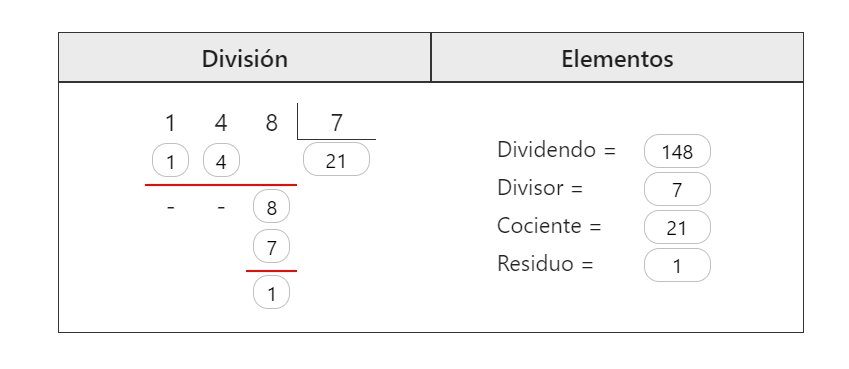 División
Elementos
1 4 8 7
1 4 21
- - 8
7
1
Dividendo = 148
Divisor = 7
Cociente = 21
Residuo = 1